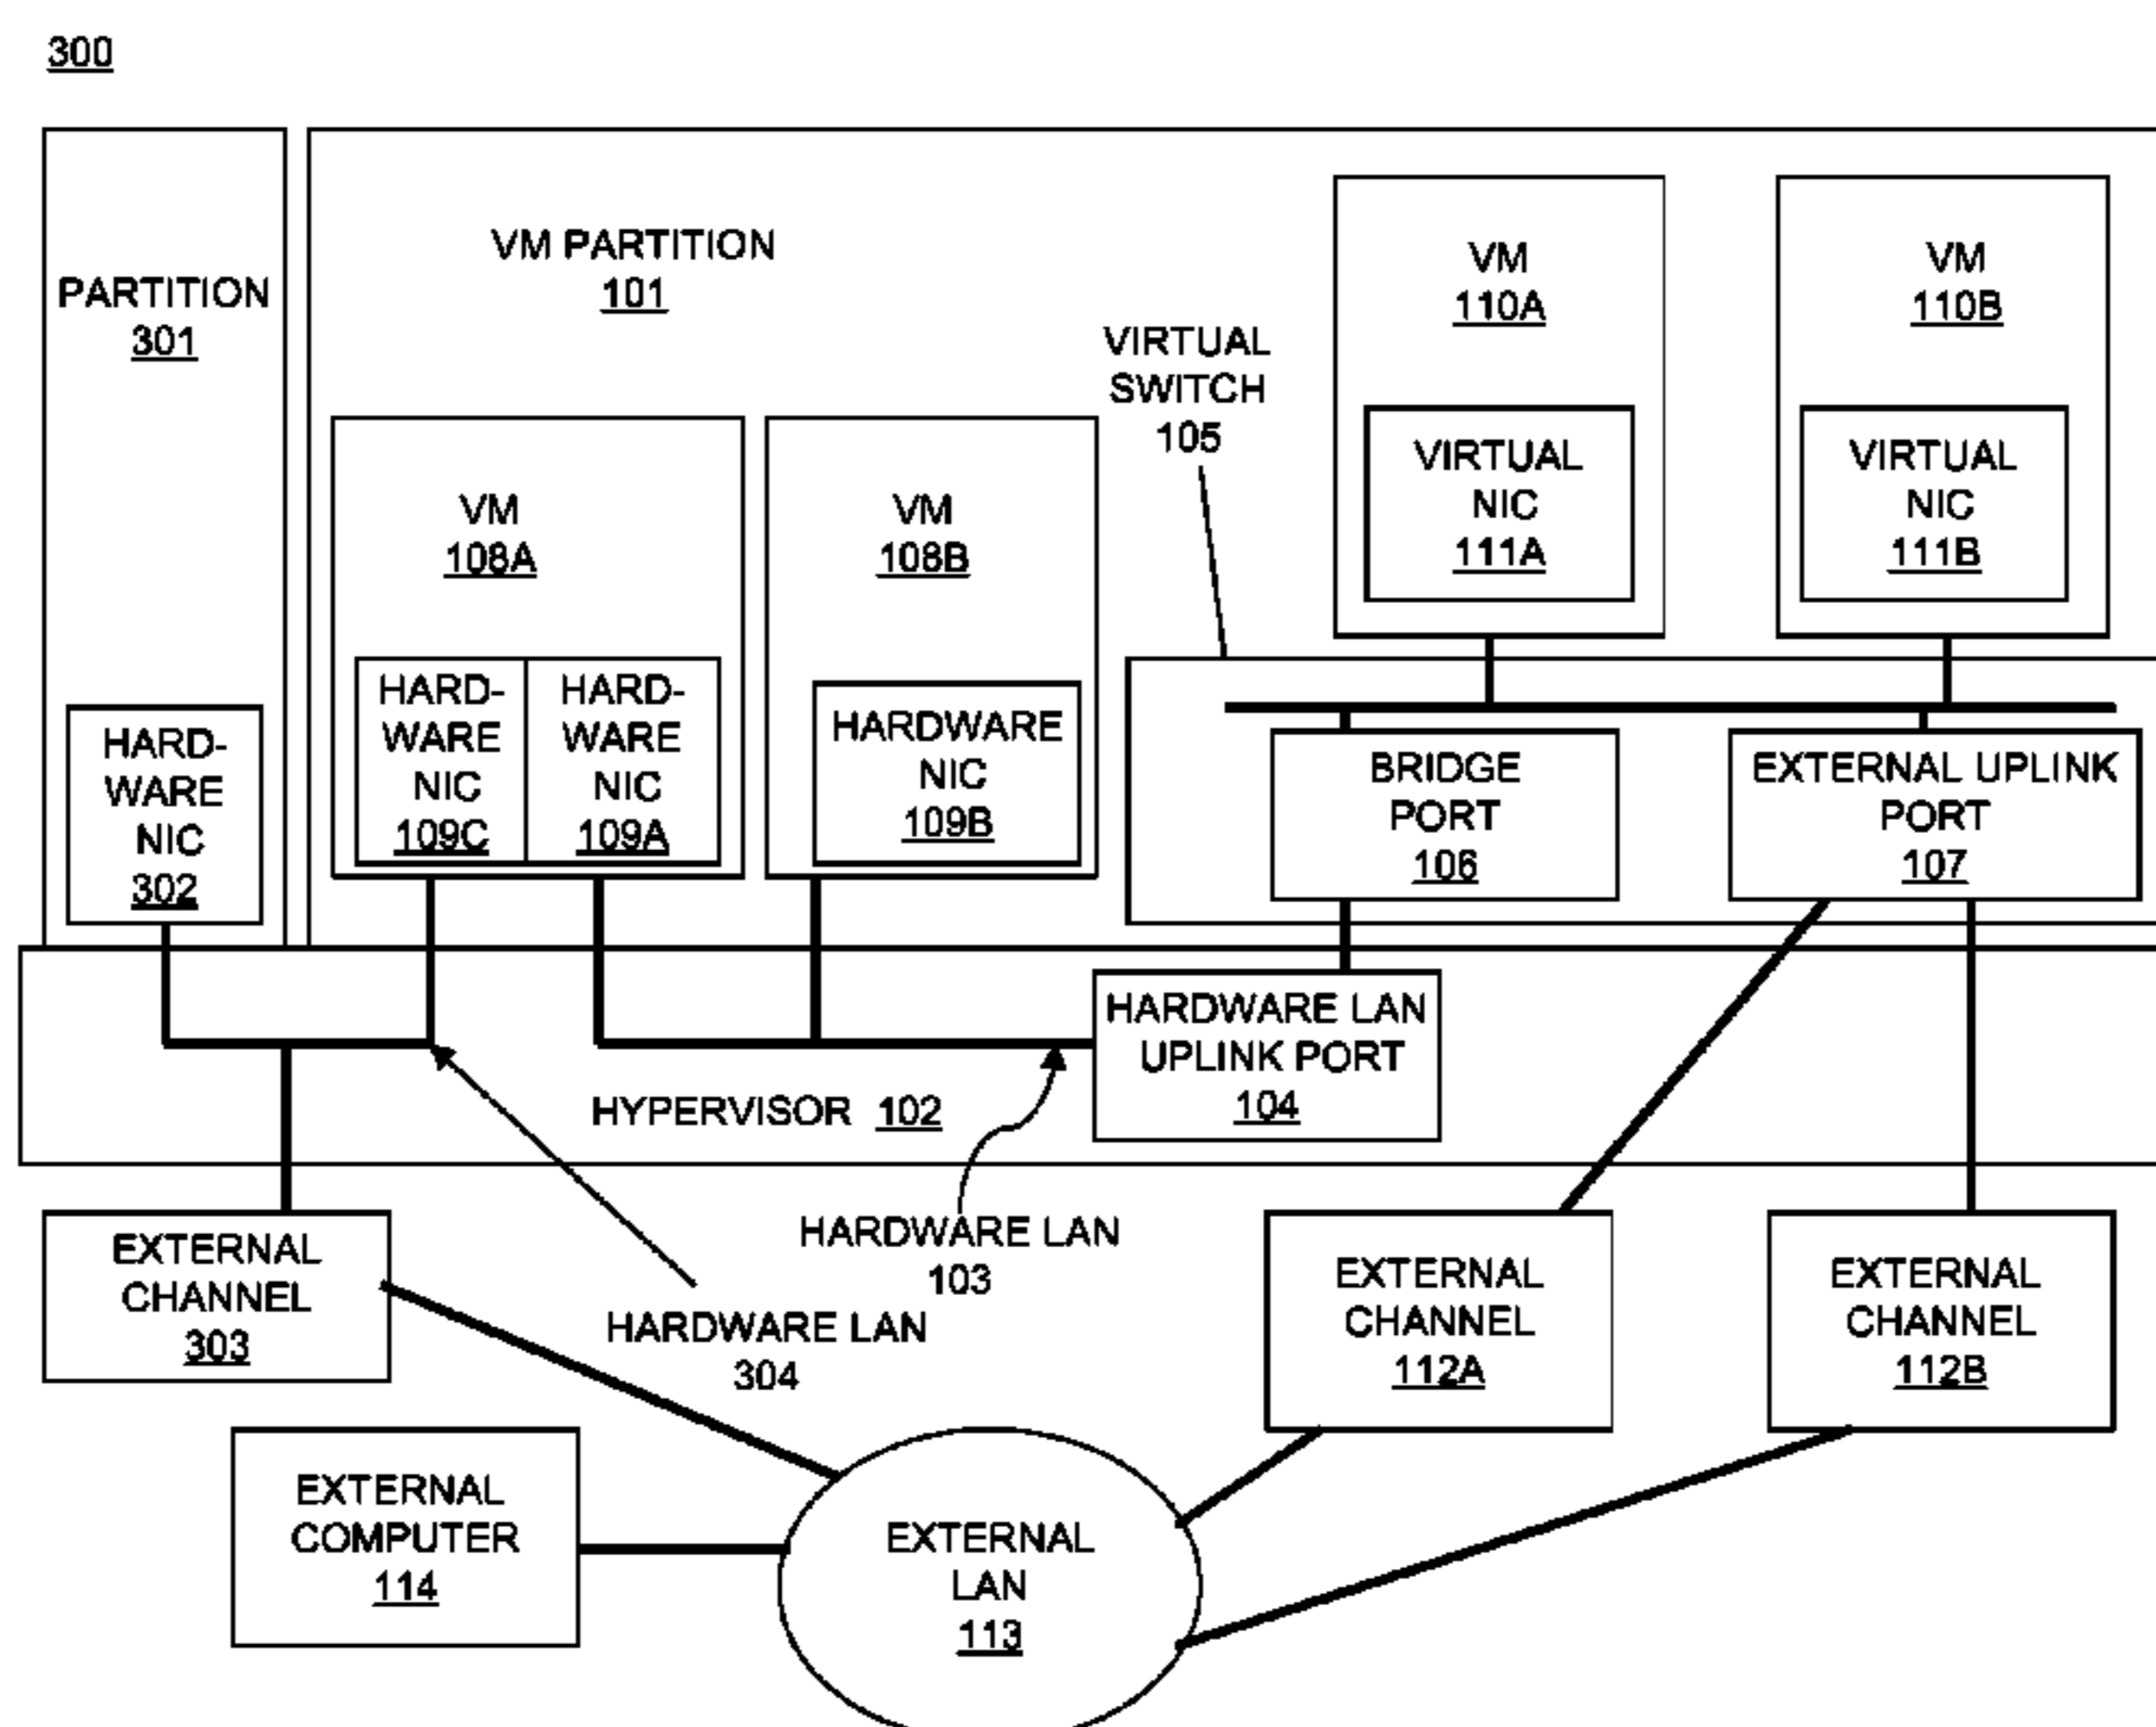 300
PARTITION
301
VM PARTITION
101
VIRTUAL
SWITCH
105
VM
110A
VIRTUAL
NIC
111A
VM
110B
VIRTUAL
NIC
111B
VM
108A
HARD-
WARE
NIC
109C
HARD-
WARE
NIC
109A
VM
108B
HARDWARE
NIC
109B
HARD-
WARE
NIC
302
BRIDGE
PORT
106
EXTERNAL UPLINK
PORT
107
HARDWARE LAN
UPLINK PORT
104
HYPERVISOR 102
HARDWARE LAN
103
HARDWARE LAN
304
EXTERNAL
CHANNEL
303
EXTERNAL
CHANNEL
112A
EXTERNAL
CHANNEL
112B
EXTERNAL
COMPUTER
114
EXTERNAL
LAN
113